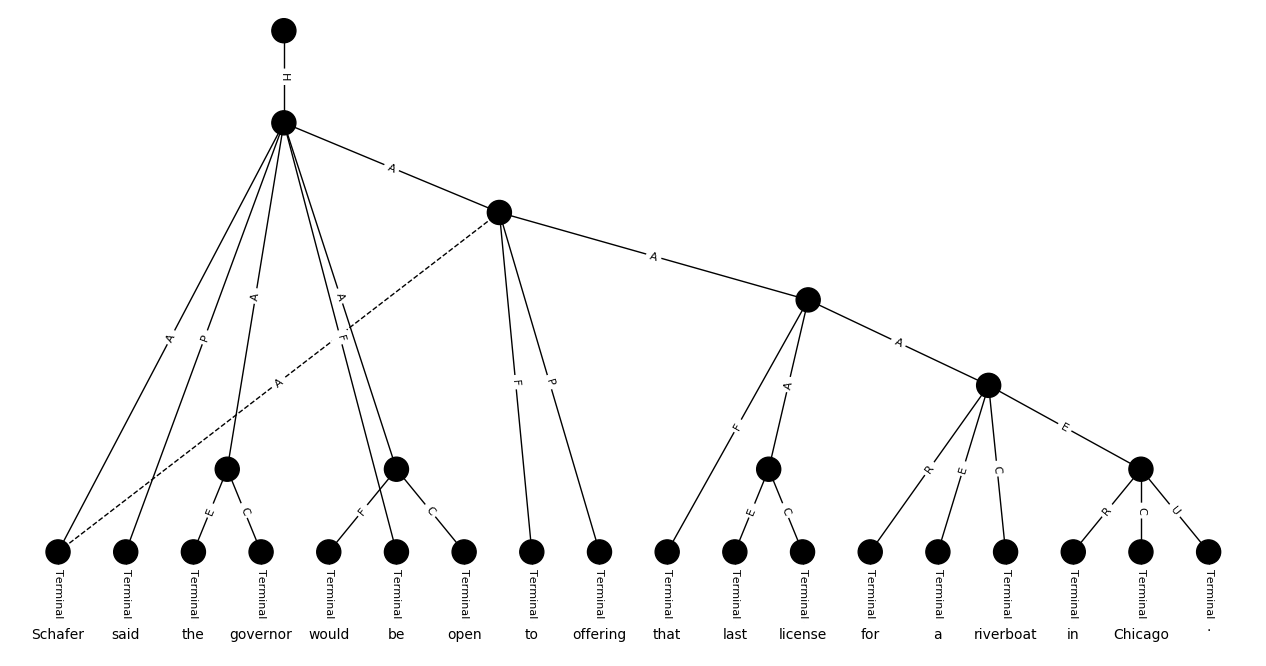 H
A
A
A
P
A
A
F
A
F
P
A
F
A
A
R
E
C
E
E
C
F
C
E
C
R
C
U
Terminal Terminal Terminal Terminal Terminal Terminal Terminal Terminal Terminal Terminal Terminal Terminal Terminal Terminal Terminal Terminal Terminal Terminal
Schafer said the governor would be open to offering that last license for a riverboat in Chicago .